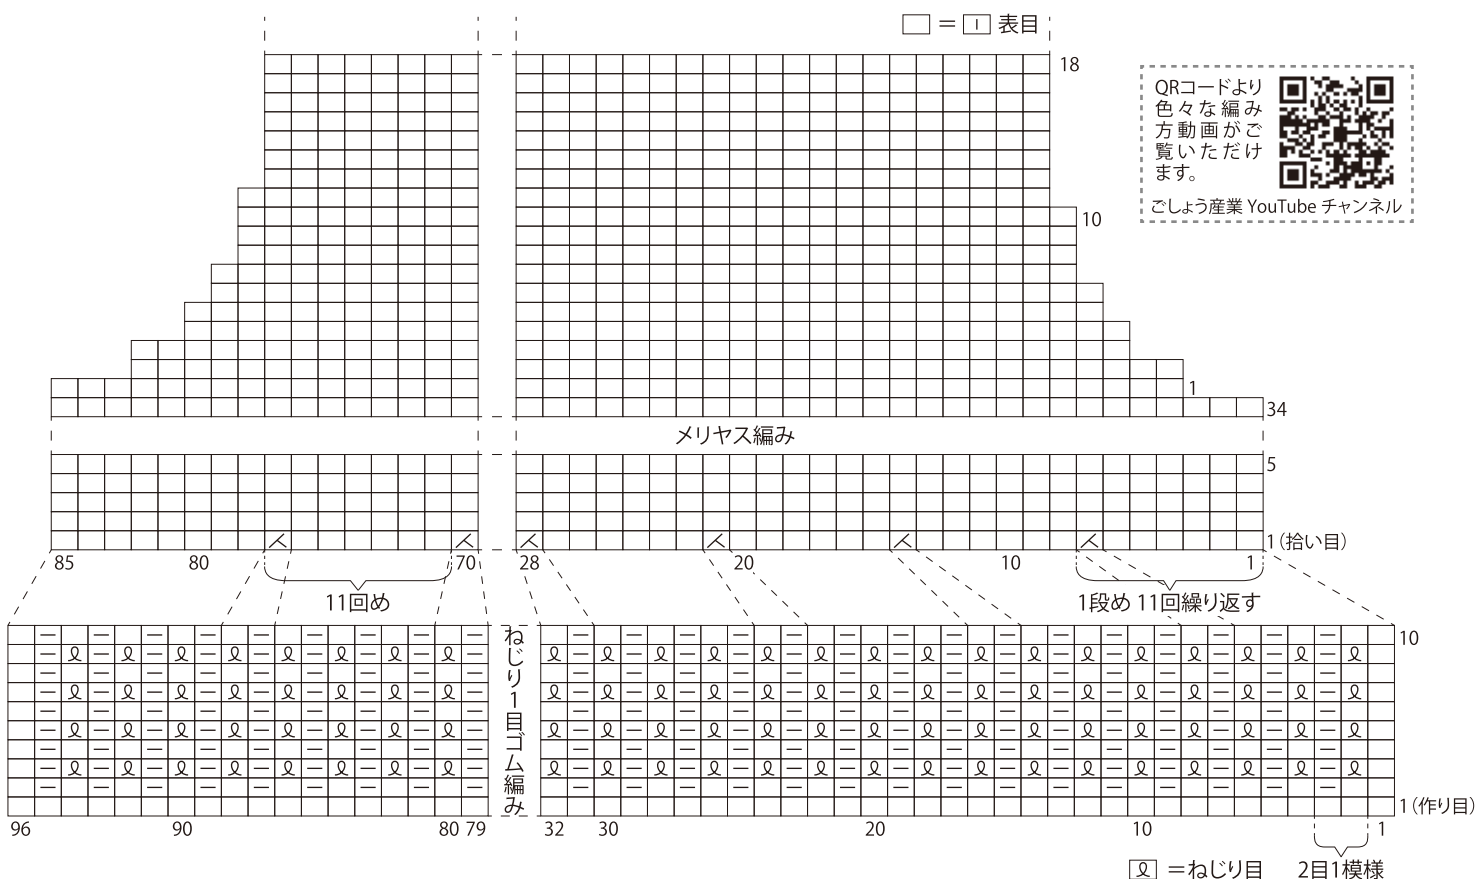 □ = I 表目
18
QRコードより
色々な編み
方動画がご
覧いただけ
ます。
ごしょう産業 YouTube チャンネル
10
1
34
メリヤス編み
5
1(拾い目)
85 80 70 28 20 10 1
11回め
1段め 11回繰り返す
ねじり1目ゴム編み
10
1(作り目)
96 90 80 79 32 30 20 10 1
=ねじり目
2目1模様